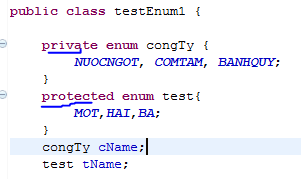 public class testEnum1 {
private enum congTy {
NUOCNGOT, COMTAM, BANHQUY;
}
protected enum test{
MOT,HAI,BA;
}
congTy cName;
test tName;